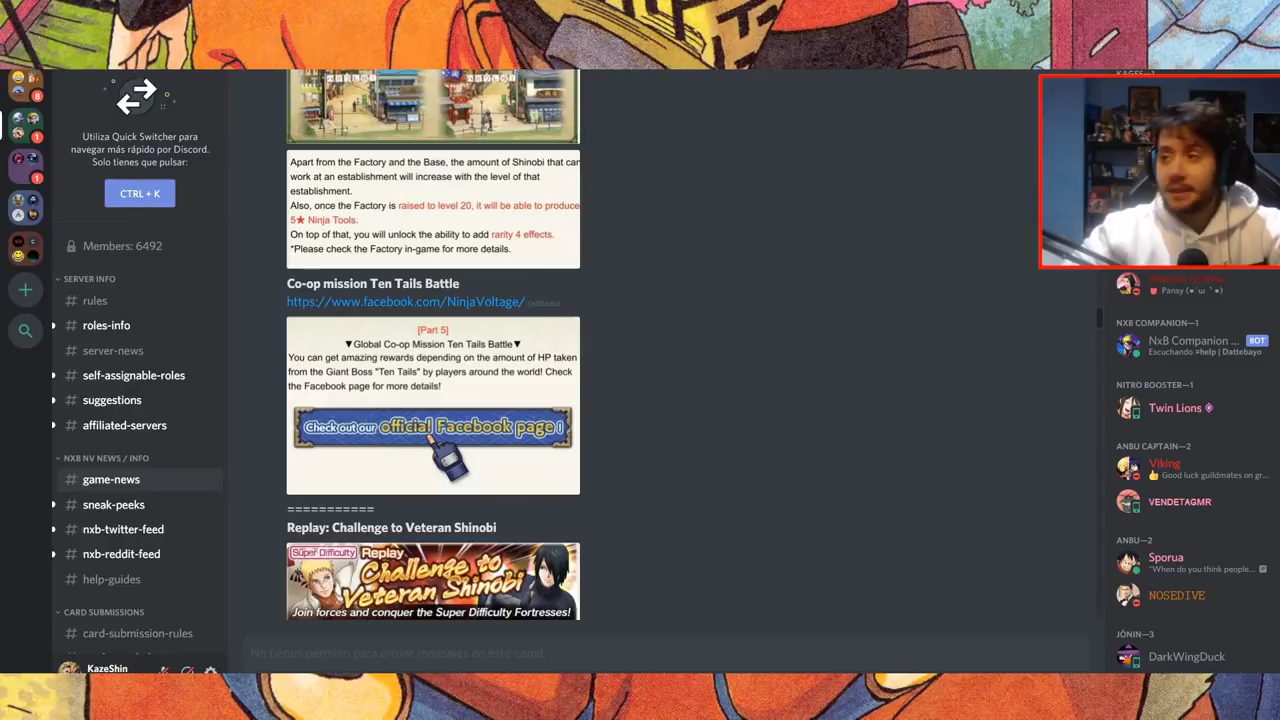 8
1
1
Utiliza Quick Switcher para
navegar más rápido por Discord.
Solo tienes que pulsar:
CTRL + K
Members: 6492
SERVER INFO
# rules
# roles-info
# server-news
# self-assignable-roles
# suggestions
# affiliated-servers
NXB NV NEWS / INFO
# game-news
# sneak-peeks
# nxb-twitter-feed
# nxb-reddit-feed
# help-guides
CARD SUBMISSIONS
# card-submission-rules
KazeShin
Apart from the Factory and the Base, the amount of Shinobi that can
work at an establishment will increase with the level of that
establishment.
Also, once the Factory is raised to level 20, it will be able to produce
5★ Ninja Tools.
On top of that, you will unlock the ability to add rarity 4 effects.
*Please check the Factory in-game for more details.
Co-op mission Ten Tails Battle
https://www.facebook.com/NinjaVoltage/ (editado)
[Part 5]
▼Global Co-op Mission Ten Tails Battle▼
You can get amazing rewards depending on the amount of HP taken
from the Giant Boss "Ten Tails" by players around the world! Check
the Facebook page for more details!
Check out our official Facebook page!
===========
Replay: Challenge to Veteran Shinobi
Super Difficulty Replay
Challenge to
Veteran Shinobi
Join forces and conquer the Super Difficulty Fortresses!
No tienes permiso para enviar mensajes en este canal.
KAGES—1
Pansy (●'ω'●)
NXB COMPANION—1
NxB Companion ... BOT
Escuchando =help | Dattebayo
NITRO BOOSTER—1
Twin Lions
ANBU CAPTAIN—2
Viking
Good luck guildmates on gr...
VENDETAGMR
ANBU—2
Sporua
"When do you think people...
NOSEDIVE
JŌNIN—3
DarkWingDuck